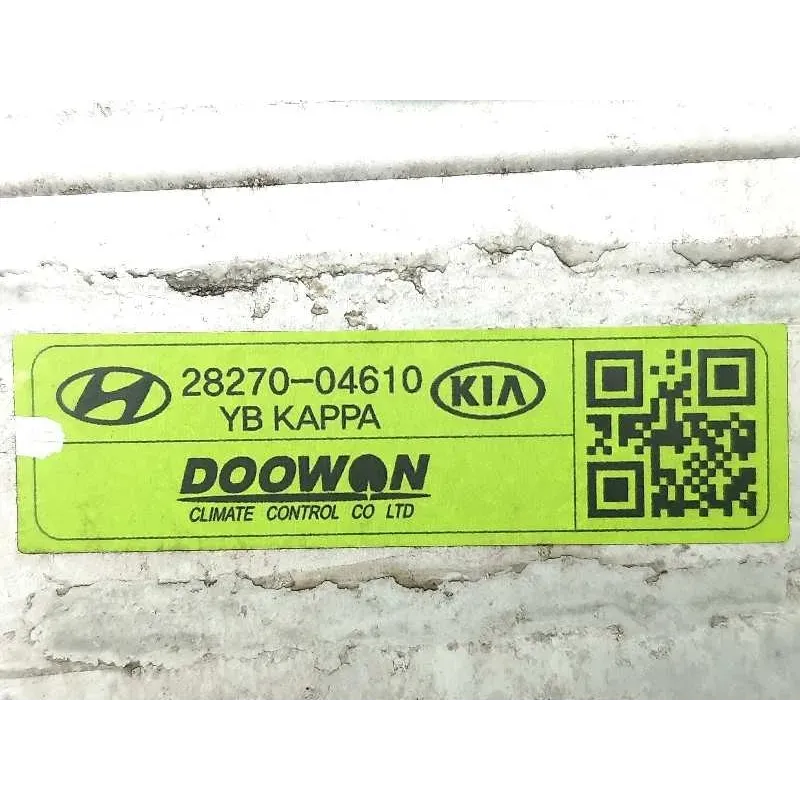 28270-04610 KIA
YB KAPPA
DOOWON
CLIMATE CONTROL CO LTD